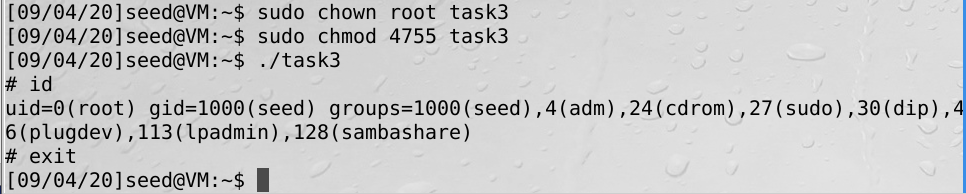 [09/04/20]seed@VM:~$ sudo chown root task3
[09/04/20]seed@VM:~$ sudo chmod 4755 task3
[09/04/20]seed@VM:~$ ./task3
# id
uid=0(root) gid=1000(seed) groups=1000(seed),4(adm),24(cdrom),27(sudo),30(dip),4
6(plugdev),113(lpadmin),128(sambashare)
# exit
[09/04/20]seed@VM:~$